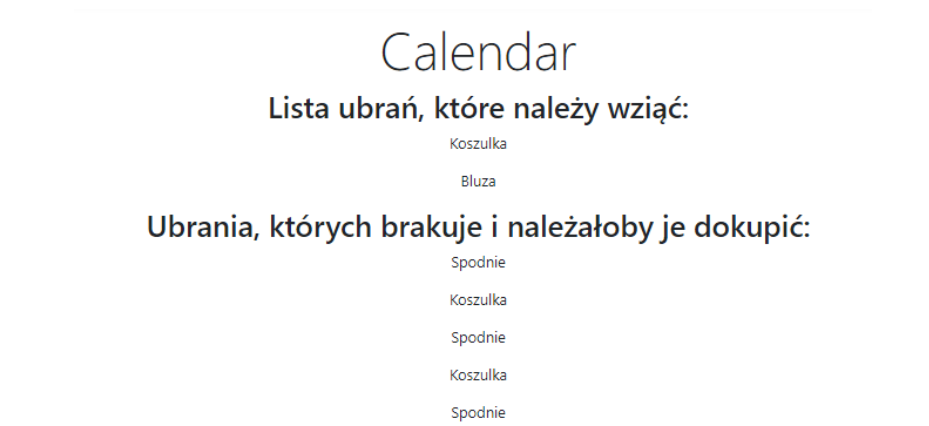 Calendar
Lista ubrań, które należy wziąć:
Koszulka
Bluza
Ubrania, których brakuje i należałoby je dokupić:
Spodnie
Koszulka
Spodnie
Koszulka
Spodnie